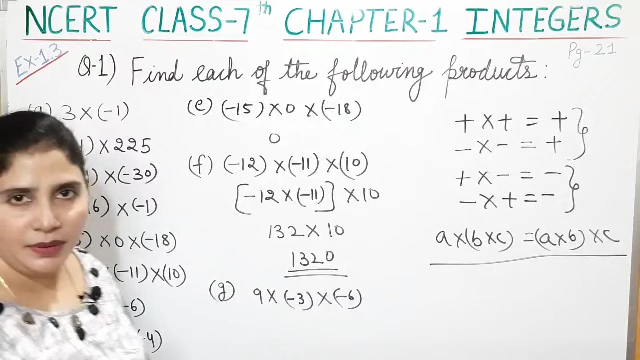 NCERT CLASS-7th CHAPTER-1 INTEGERS
EX-1.3
Pg-21
Q-1) Find each of the following products:
(a) 3×(-1)
) × 225
) × (-30)
) × (-1)
) × 0 × (-18)
× (-11) × (10)
(e) (-15) × 0 × (-18)
0
(f) (-12) × (-11) × (10)
[-12 × (-11)] × 10
132 × 10
1320
(g) 9 × (-3) × (-6)
+ × + = +
- × - = +
+ × - = -
- × + = -
a×(b×c) = (a×b)×c